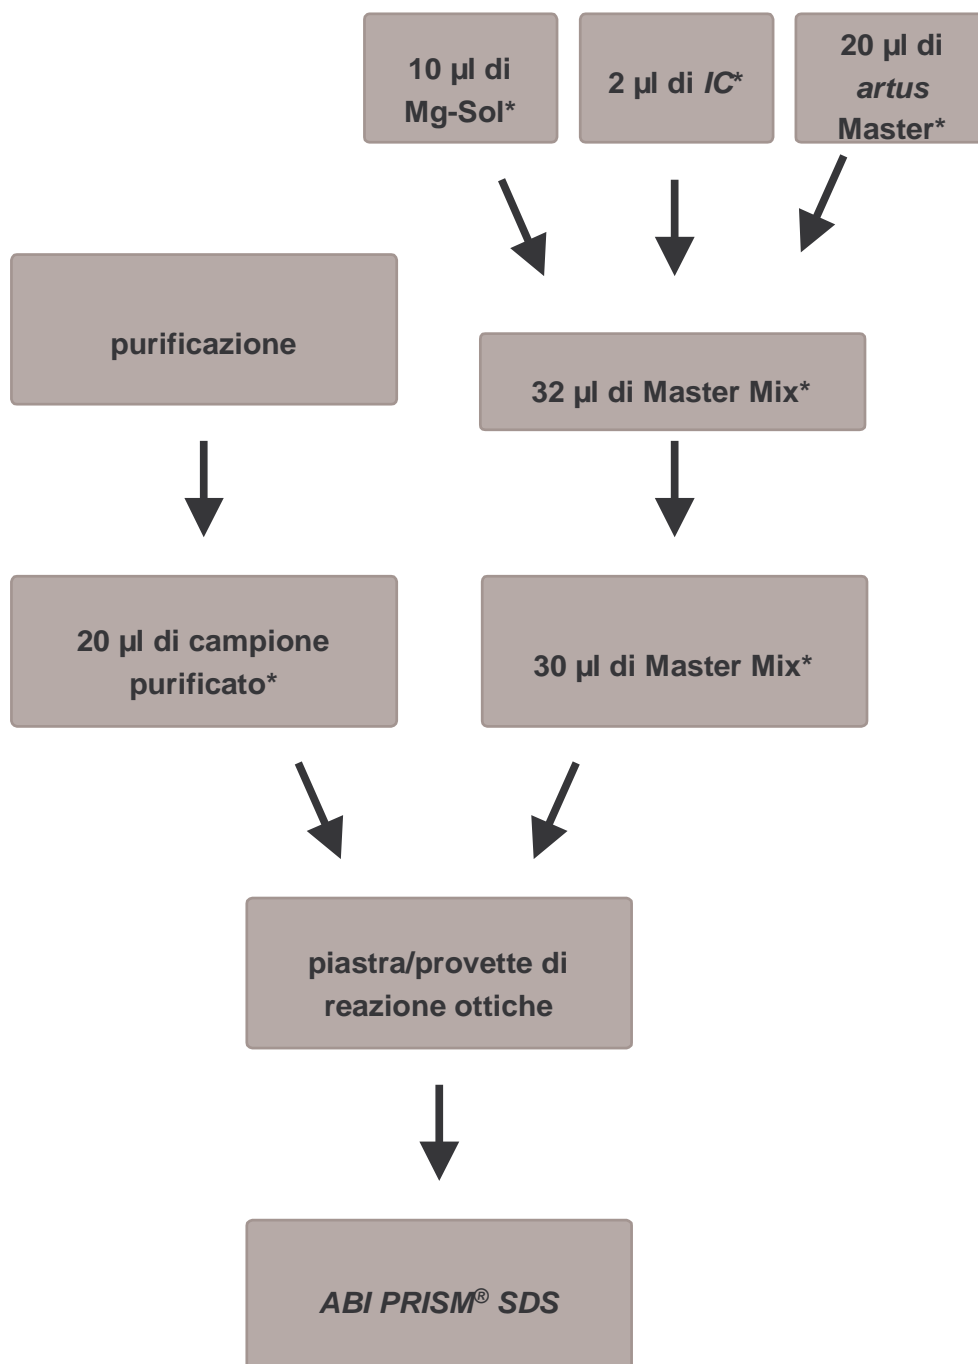 10 µl di
Mg-Sol*
2 µl di IC*
20 µl di
artus
Master*
purificazione
32 µl di Master Mix*
20 µl di campione
purificato*
30 µl di Master Mix*
piastra/provette di
reazione ottiche
ABI PRISM® SDS